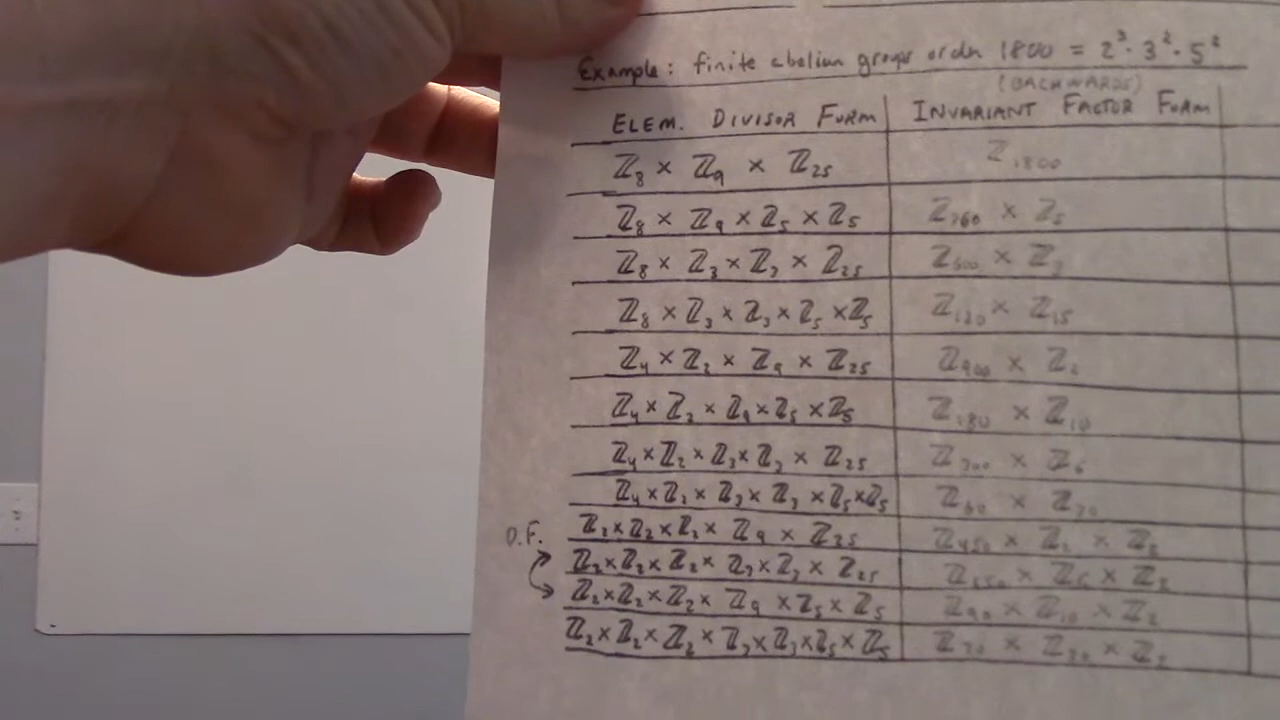 Example: finite abelian groups order 1800 = 2³·3²·5²
(BACKWARDS)
ELEM. DIVISOR FORM INVARIANT FACTOR FORM
ℤ₈ × ℤ₉ × ℤ₂₅ ℤ₁₈₀₀
ℤ₈ × ℤ₉ × ℤ₅ × ℤ₅ ℤ₃₆₀ × ℤ₅
ℤ₈ × ℤ₃ × ℤ₃ × ℤ₂₅ ℤ₆₀₀ × ℤ₃
ℤ₈ × ℤ₃ × ℤ₃ × ℤ₅ × ℤ₅ ℤ₁₂₀ × ℤ₁₅
ℤ₄ × ℤ₂ × ℤ₉ × ℤ₂₅ ℤ₉₀₀ × ℤ₂
ℤ₄ × ℤ₂ × ℤ₉ × ℤ₅ × ℤ₅ ℤ₁₈₀ × ℤ₁₀
ℤ₄ × ℤ₂ × ℤ₃ × ℤ₃ × ℤ₂₅ ℤ₃₀₀ × ℤ₆
ℤ₄ × ℤ₂ × ℤ₃ × ℤ₃ × ℤ₅ × ℤ₅ ℤ₆₀ × ℤ₃₀
ℤ₂ × ℤ₂ × ℤ₂ × ℤ₉ × ℤ₂₅ ℤ₄₅₀ × ℤ₂ × ℤ₂
ℤ₂ × ℤ₂ × ℤ₂ × ℤ₃ × ℤ₃ × ℤ₂₅ ℤ₁₅₀ × ℤ₆ × ℤ₂
ℤ₂ × ℤ₂ × ℤ₂ × ℤ₉ × ℤ₅ × ℤ₅ ℤ₉₀ × ℤ₁₀ × ℤ₂
ℤ₂ × ℤ₂ × ℤ₂ × ℤ₃ × ℤ₃ × ℤ₅ × ℤ₅ ℤ₃₀ × ℤ₃₀ × ℤ₂